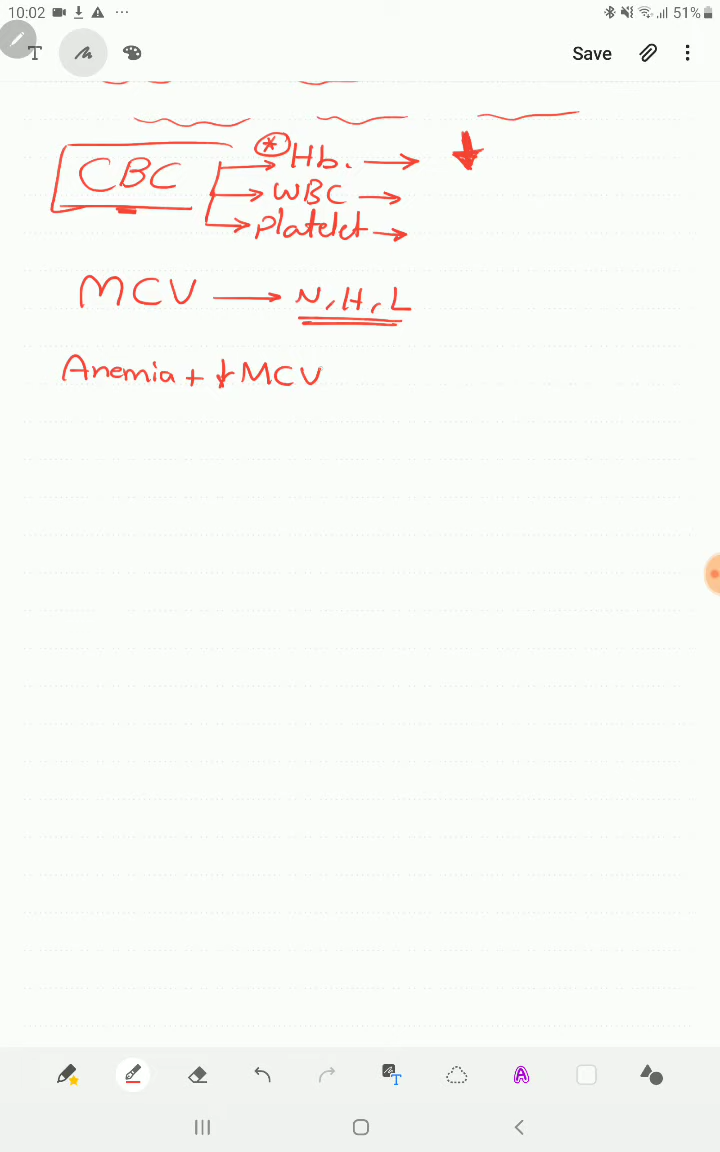 10:02 ... 51%
T Save
CBC
* Hb. → ↓
WBC →
Platelet →
MCV → N, H, L
Anemia + ↓ MCV
T A